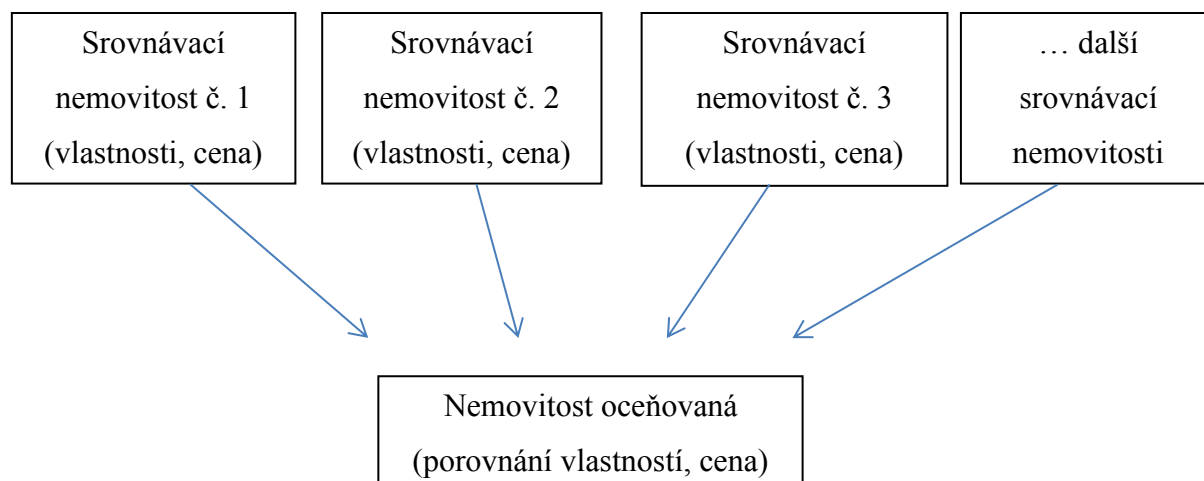 Srovnávací
nemovitost č. 1
(vlastnosti, cena)
Srovnávací
nemovitost č. 2
(vlastnosti, cena)
Srovnávací
nemovitost č. 3
(vlastnosti, cena)
… další
srovnávací
nemovitosti
Nemovitost oceňovaná
(porovnání vlastností, cena)